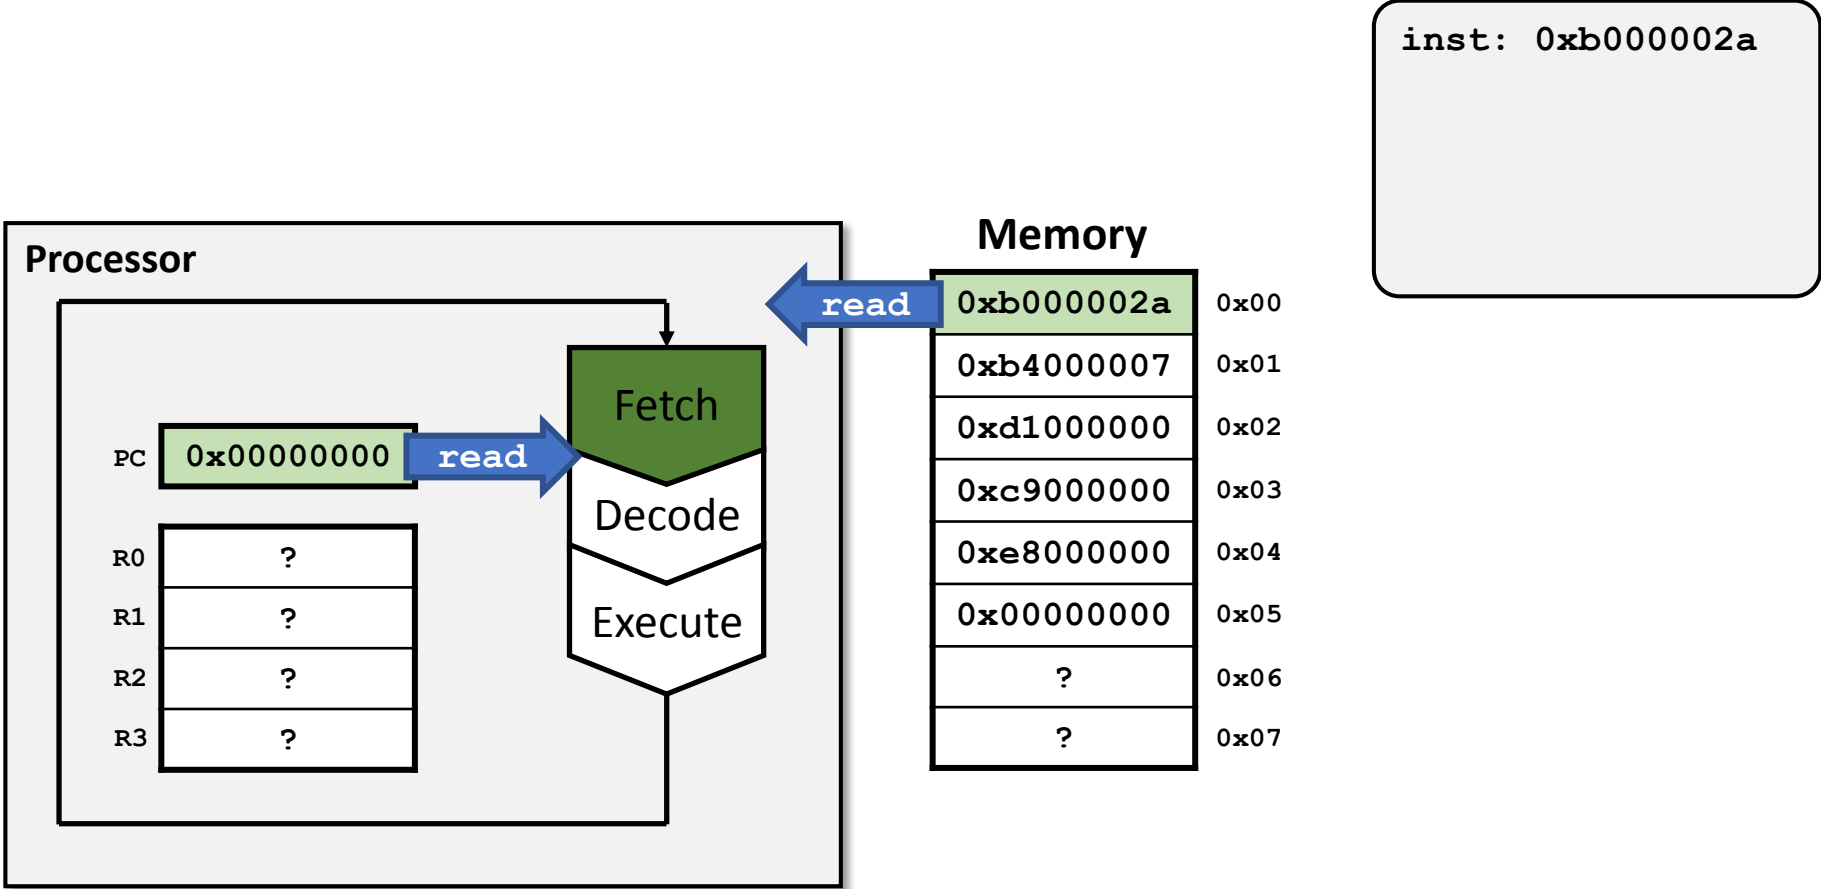 inst: 0xb000002a
Memory
Processor
read 0xb000002a 0x00
0xb4000007 0x01
Fetch
0xd1000000 0x02
PC 0x00000000 read
0xc9000000 0x03
Decode
R0 ? 0xe8000000 0x04
R1 ? Execute 0x00000000 0x05
R2 ? ? 0x06
R3 ? ? 0x07